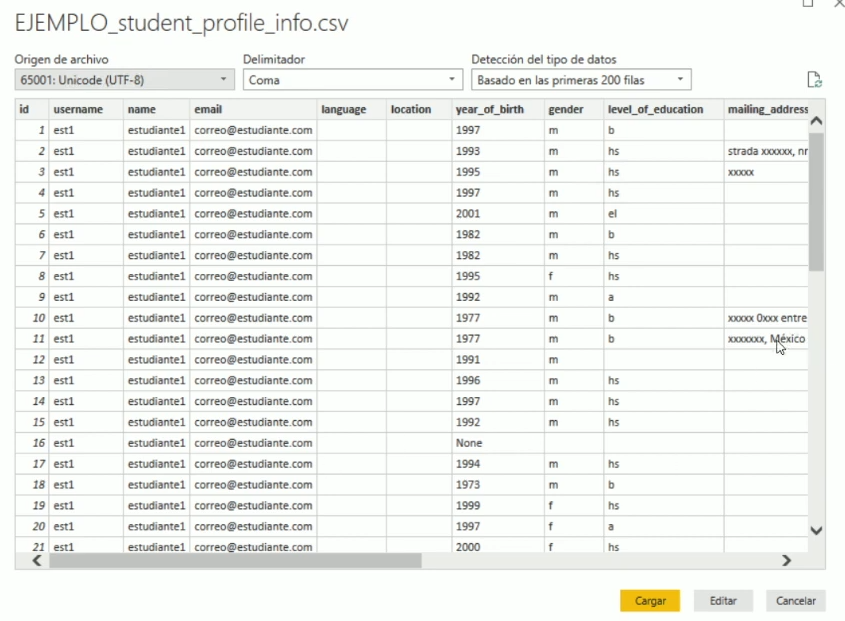 EJEMPLO_student_profile_info.csv
Origen de archivo Delimitador Detección del tipo de datos
65001: Unicode (UTF-8) Coma Basado en las primeras 200 filas
id username name email language location year_of_birth gender level_of_education mailing_address
1 est1 estudiante1 correo@estudiante.com 1997 m b
2 est1 estudiante1 correo@estudiante.com 1993 m hs strada xxxxxx, nr
3 est1 estudiante1 correo@estudiante.com 1995 m hs xxxxx
4 est1 estudiante1 correo@estudiante.com 1997 m hs
5 est1 estudiante1 correo@estudiante.com 2001 m el
6 est1 estudiante1 correo@estudiante.com 1982 m b
7 est1 estudiante1 correo@estudiante.com 1982 m hs
8 est1 estudiante1 correo@estudiante.com 1995 f hs
9 est1 estudiante1 correo@estudiante.com 1992 m a
10 est1 estudiante1 correo@estudiante.com 1977 m b xxxxx 0xxx entre
11 est1 estudiante1 correo@estudiante.com 1977 m b xxxxxxx, México
12 est1 estudiante1 correo@estudiante.com 1991 m
13 est1 estudiante1 correo@estudiante.com 1996 m hs
14 est1 estudiante1 correo@estudiante.com 1997 m hs
15 est1 estudiante1 correo@estudiante.com 1992 m hs
16 est1 estudiante1 correo@estudiante.com None
17 est1 estudiante1 correo@estudiante.com 1994 m hs
18 est1 estudiante1 correo@estudiante.com 1973 m b
19 est1 estudiante1 correo@estudiante.com 1999 f hs
20 est1 estudiante1 correo@estudiante.com 1997 f a
21 est1 estudiante1 correo@estudiante.com 2000 f hs
Cargar Editar Cancelar